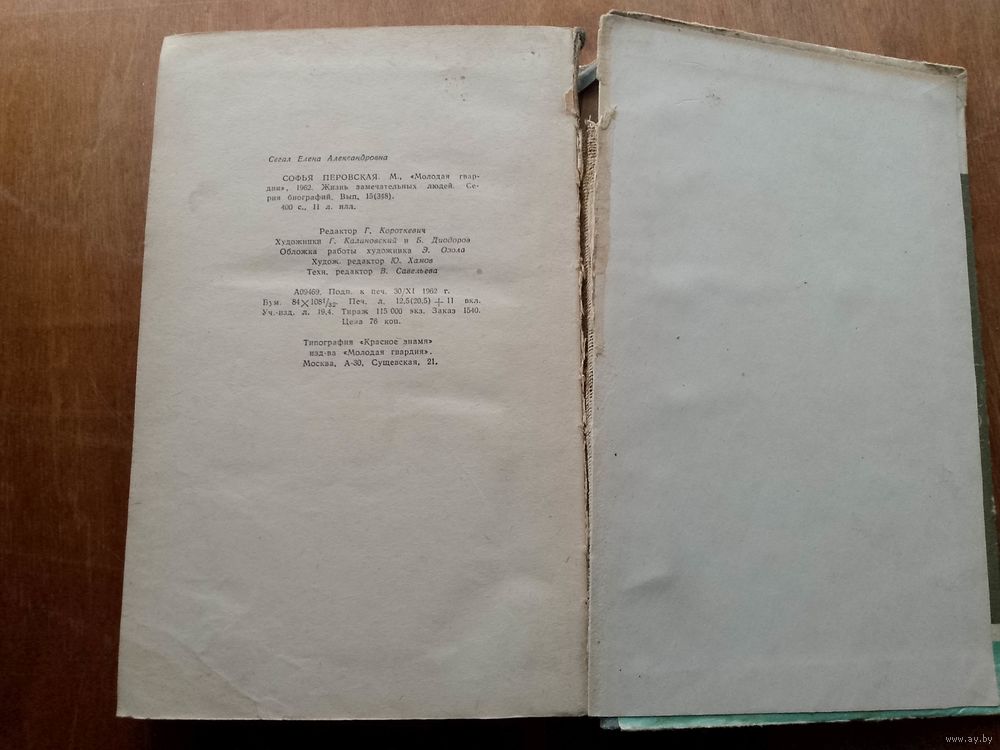 Сегал Елена Александровна
СОФЬЯ ПЕРОВСКАЯ. М., «Молодая гвар-
дия», 1962. Жизнь замечательных людей. Се-
рия биографий. Вып. 15(348).
400 с., 11 л. илл.
Редактор Г. Короткевич
Художники Г. Калиновский и Б. Диодоров
Обложка работы художника Э. Озола
Худож. редактор Ю. Ханов
Техн. редактор В. Савельева
А09469. Подп. к печ. 30/XI 1962 г.
Бум. 84×108¹/₃₂. Печ. л. 12,5(20,5) + 11 вкл.
Уч.-изд. л. 19,4. Тираж 115 000 экз. Заказ 1540.
Цена 76 коп.
Типография «Красное знамя»
изд-ва «Молодая гвардия».
Москва, А-30, Сущевская, 21.
www.ay.by